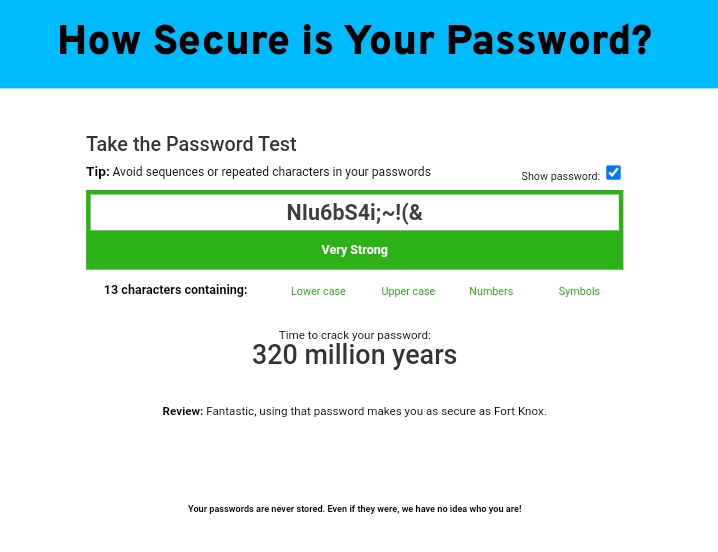 How Secure is Your Password?
Take the Password Test
Tip: Avoid sequences or repeated characters in your passwords
Show password:
NIu6bS4i;~!(&
Very Strong
13 characters containing: Lower case Upper case Numbers Symbols
Time to crack your password:
320 million years
Review: Fantastic, using that password makes you as secure as Fort Knox.
Your passwords are never stored. Even if they were, we have no idea who you are!